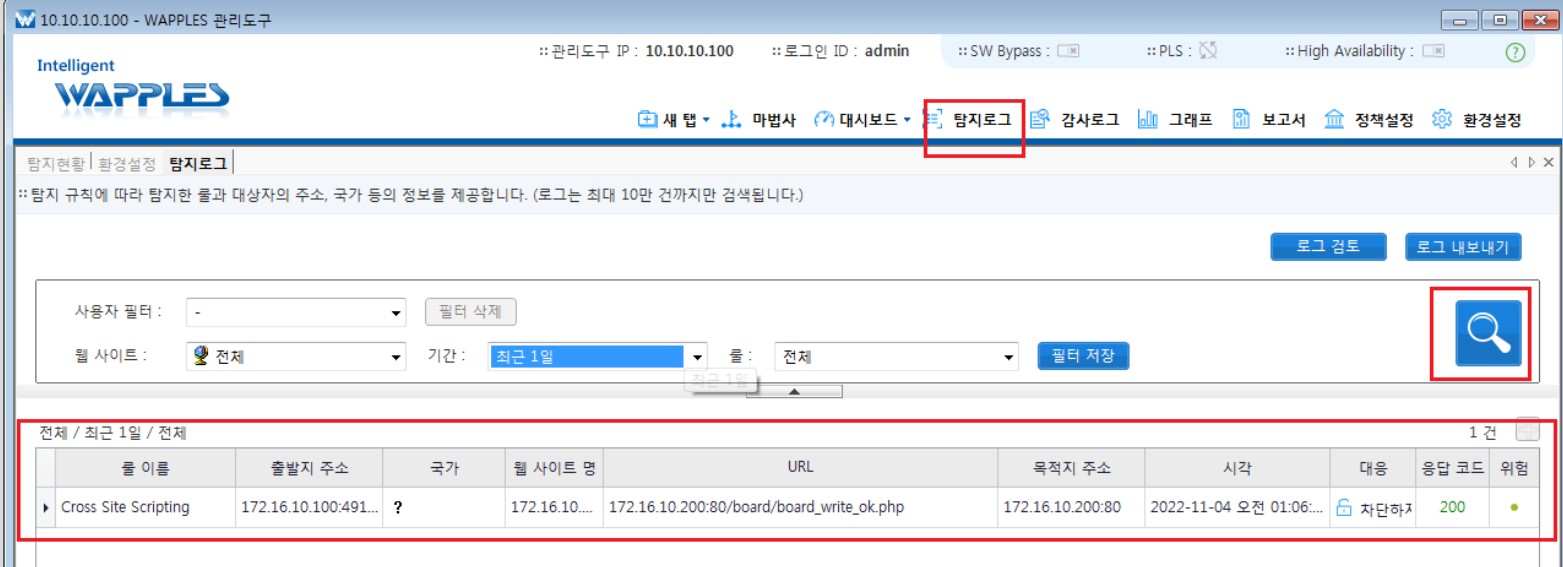 10.10.10.100 - WAPPLES 관리도구
:: 관리도구 IP : 10.10.10.100 :: 로그인 ID : admin :: SW Bypass : :: PLS : :: High Availability : ?
Intelligent
WAPPLES
새 탭 마법사 대시보드 탐지로그 감사로그 그래프 보고서 정책설정 환경설정
탐지현황 환경설정 탐지로그
:: 탐지 규칙에 따라 탐지한 룰과 대상자의 주소, 국가 등의 정보를 제공합니다. (로그는 최대 10만 건까지만 검색됩니다.)
로그 검토 로그 내보내기
사용자 필터 : - 필터 삭제
웹 사이트 : 전체 기간 : 최근 1일 룰 : 전체 필터 저장
최근 1일
전체 / 최근 1일 / 전체 1 건
룰 이름 출발지 주소 국가 웹 사이트 명 URL 목적지 주소 시각 대응 응답 코드 위험
Cross Site Scripting 172.16.10.100:491... ? 172.16.10.... 172.16.10.200:80/board/board_write_ok.php 172.16.10.200:80 2022-11-04 오전 01:06:... 차단하지 200